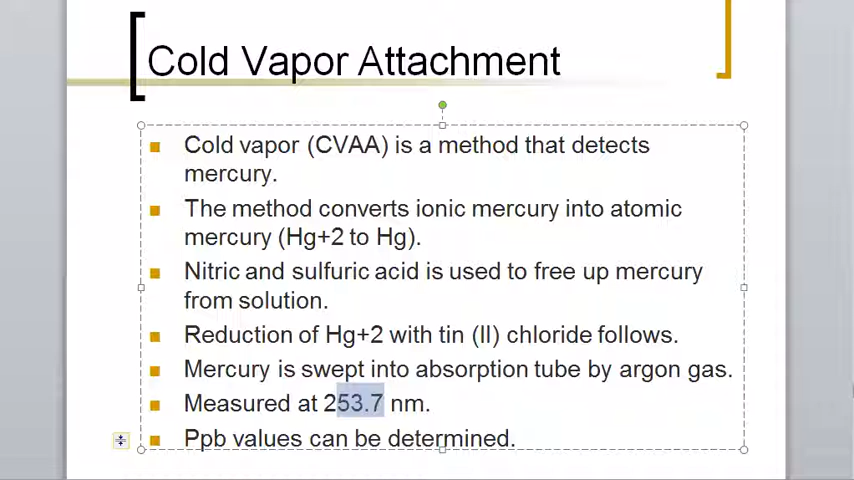 Cold Vapor Attachment
Cold vapor (CVAA) is a method that detects
mercury.
The method converts ionic mercury into atomic
mercury (Hg+2 to Hg).
Nitric and sulfuric acid is used to free up mercury
from solution.
Reduction of Hg+2 with tin (II) chloride follows.
Mercury is swept into absorption tube by argon gas.
Measured at 253.7 nm.
Ppb values can be determined.